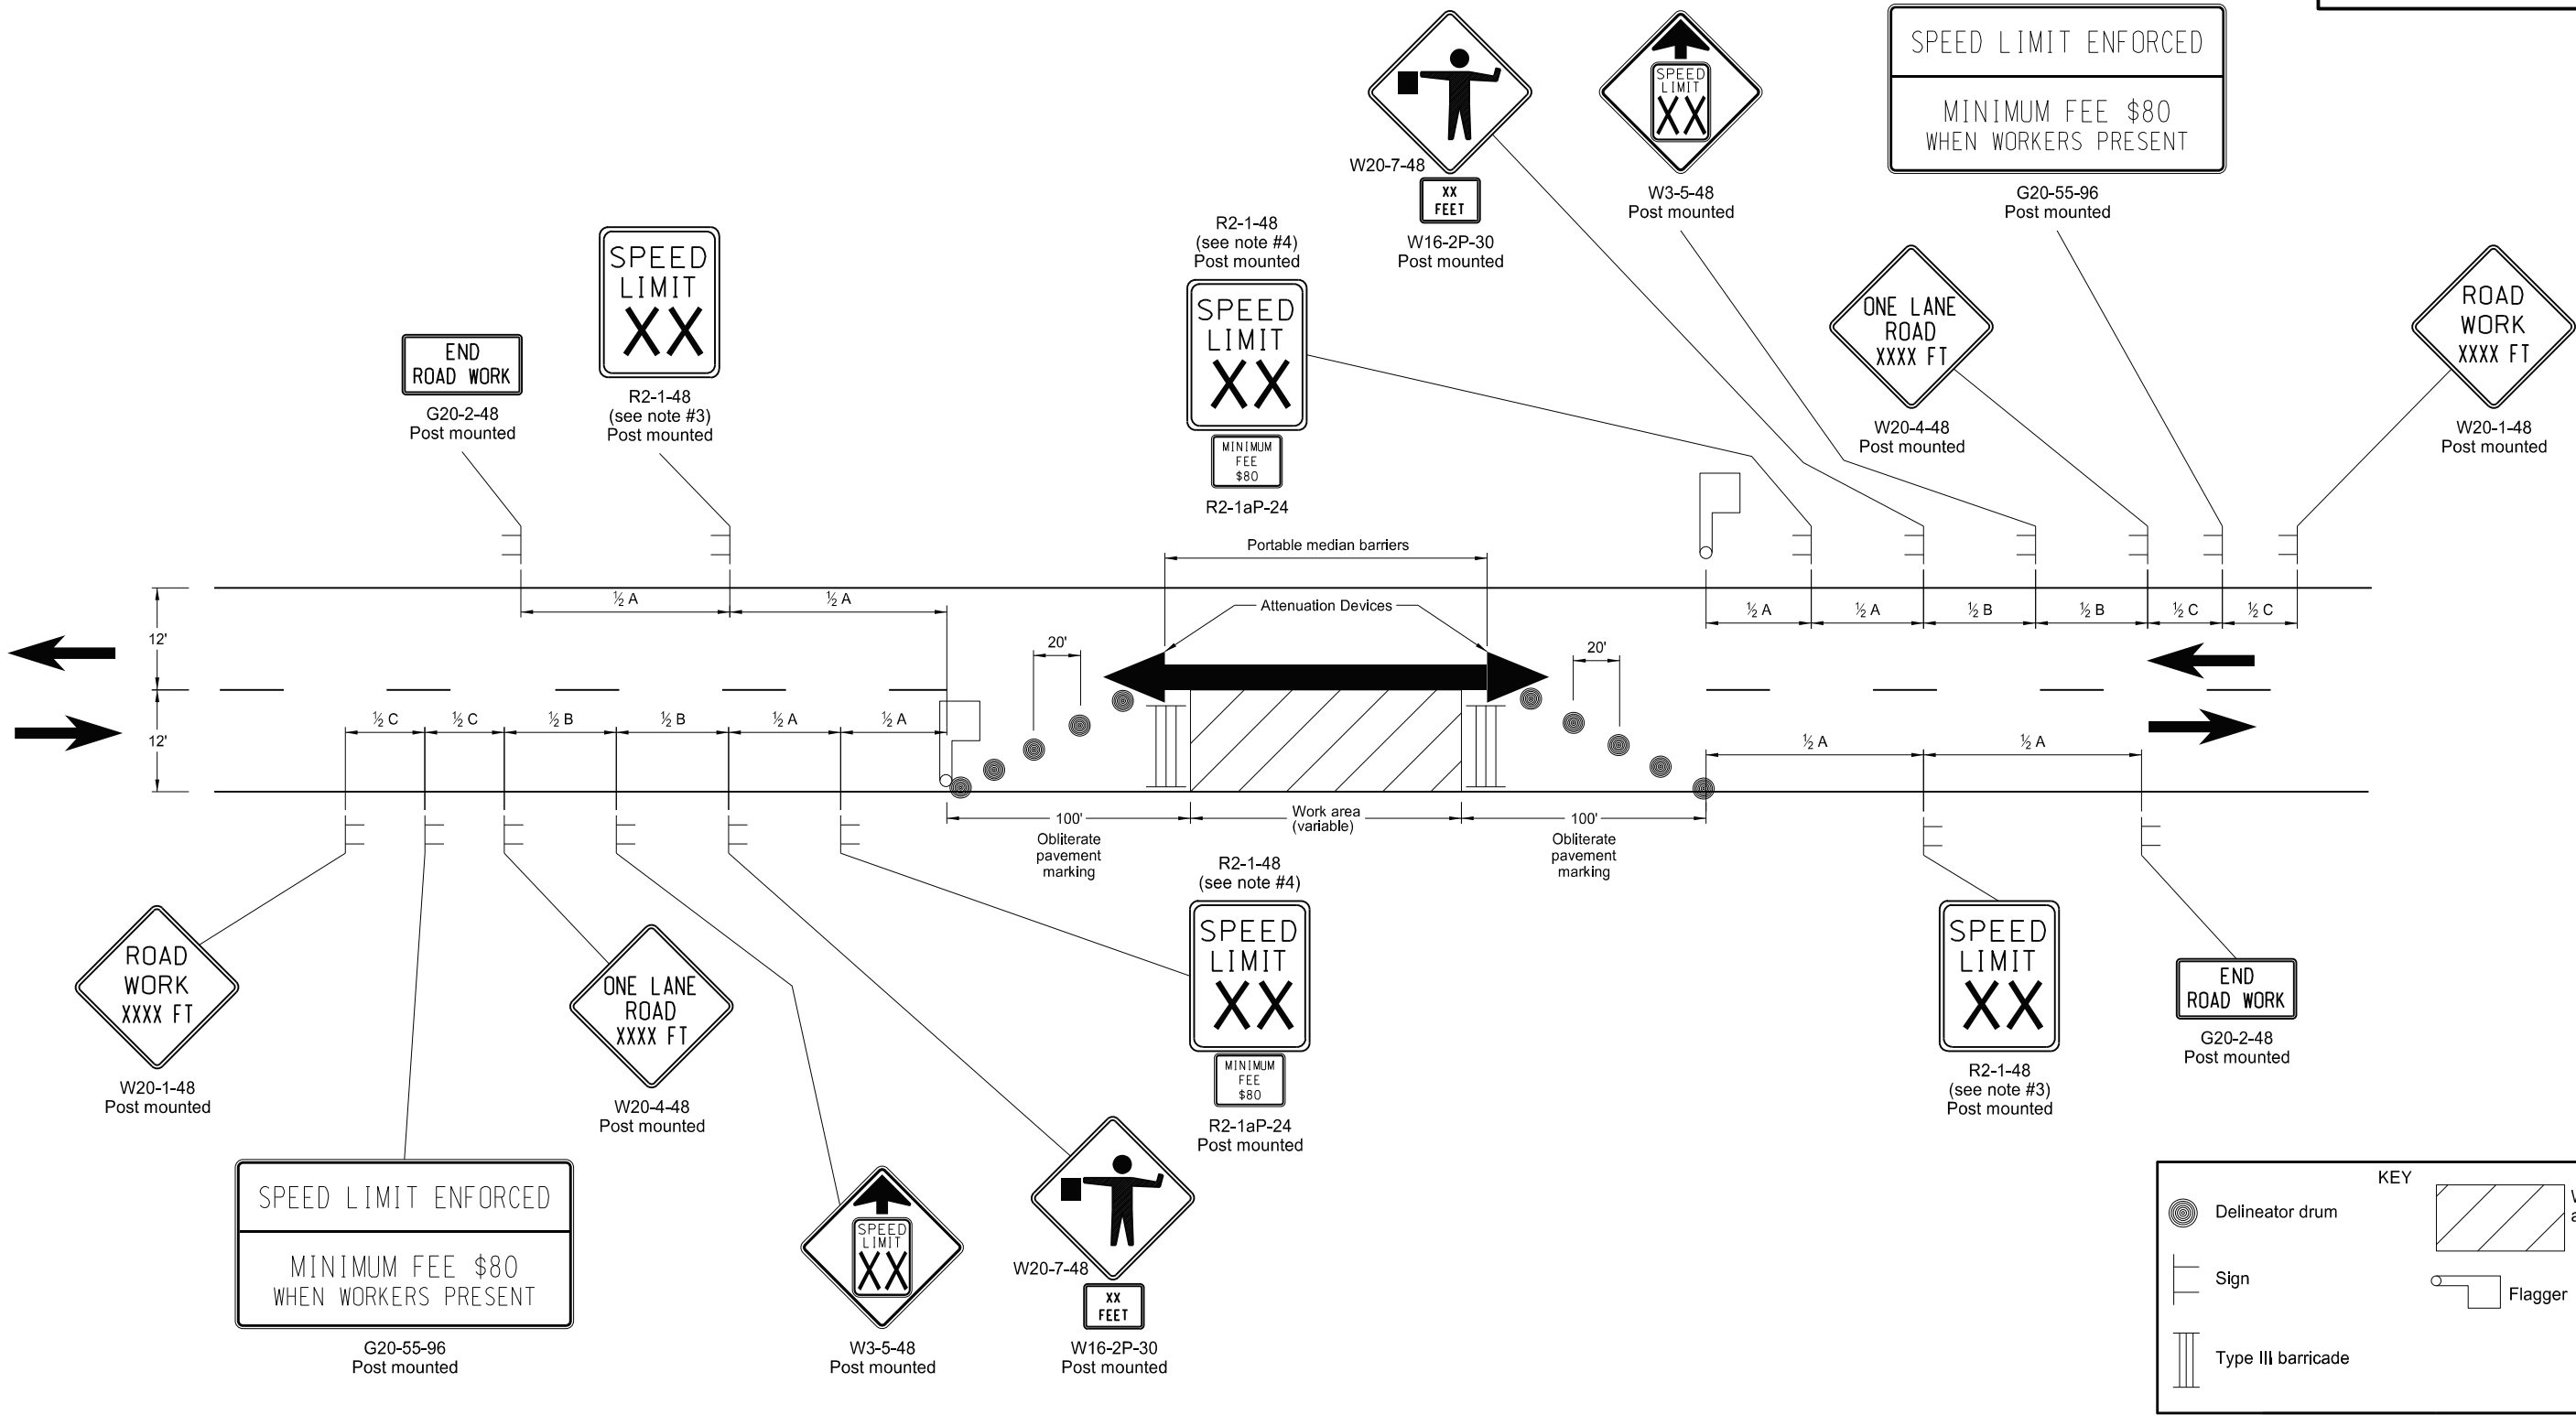 SPEED LIMIT ENFORCED
MINIMUM FEE $80
WHEN WORKERS PRESENT
G20-55-96
Post mounted
SPEED
LIMIT
XX
W3-5-48
Post mounted
W20-7-48
XX
FEET
W16-2P-30
Post mounted
R2-1-48
(see note #4)
Post mounted
SPEED
LIMIT
XX
MINIMUM
FEE
$80
R2-1aP-24
SPEED
LIMIT
XX
R2-1-48
(see note #3)
Post mounted
END
ROAD WORK
G20-2-48
Post mounted
ONE LANE
ROAD
XXXX FT
W20-4-48
Post mounted
ROAD
WORK
XXXX FT
W20-1-48
Post mounted
Portable median barriers
Attenuation Devices
½ A
½ A
½ A
½ A
½ B
½ B
½ C
½ C
12'
20'
20'
12'
½ C
½ C
½ B
½ B
½ A
½ A
½ A
½ A
100'
Obliterate
pavement
marking
Work area
(variable)
100'
Obliterate
pavement
marking
ROAD
WORK
XXXX FT
W20-1-48
Post mounted
SPEED LIMIT ENFORCED
MINIMUM FEE $80
WHEN WORKERS PRESENT
G20-55-96
Post mounted
ONE LANE
ROAD
XXXX FT
W20-4-48
Post mounted
SPEED
LIMIT
XX
W3-5-48
Post mounted
W20-7-48
XX
FEET
W16-2P-30
Post mounted
R2-1-48
(see note #4)
SPEED
LIMIT
XX
MINIMUM
FEE
$80
R2-1aP-24
Post mounted
SPEED
LIMIT
XX
R2-1-48
(see note #3)
Post mounted
END
ROAD WORK
G20-2-48
Post mounted
KEY
Delineator drum
Sign
Flagger
Type III barricade